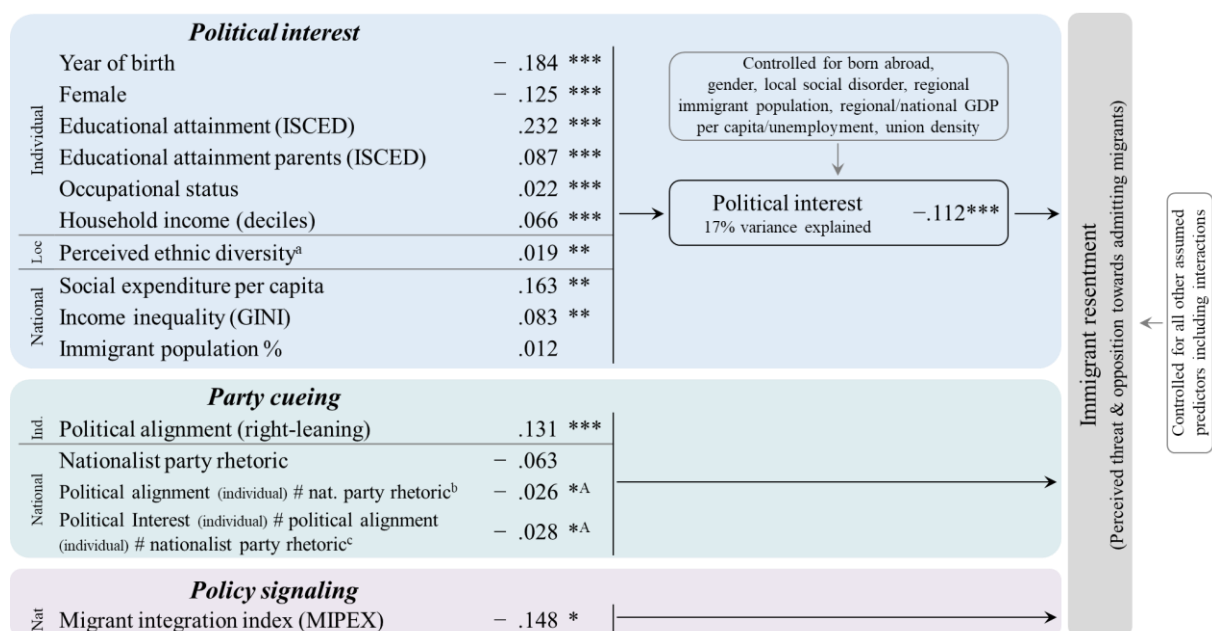 Political interest
Individual
Year of birth − .184 ***
Female − .125 ***
Educational attainment (ISCED) .232 ***
Educational attainment parents (ISCED) .087 ***
Occupational status .022 ***
Household income (deciles) .066 ***
Loc
Perceived ethnic diversityᵃ .019 **
National
Social expenditure per capita .163 **
Income inequality (GINI) .083 **
Immigrant population % .012
Controlled for born abroad,
gender, local social disorder, regional
immigrant population, regional/national GDP
per capita/unemployment, union density
Political interest −.112***
17% variance explained
Party cueing
Ind.
Political alignment (right-leaning) .131 ***
National
Nationalist party rhetoric − .063
Political alignment (individual) # nat. party rhetoricᵇ − .026 *ᴬ
Political Interest (individual) # political alignment
(individual) # nationalist party rhetoricᶜ − .028 *ᴬ
Policy signaling
Nat
Migrant integration index (MIPEX) − .148 *
Immigrant resentment
(Perceived threat & opposition towards admitting migrants)
Controlled for all other assumed
predictors including interactions